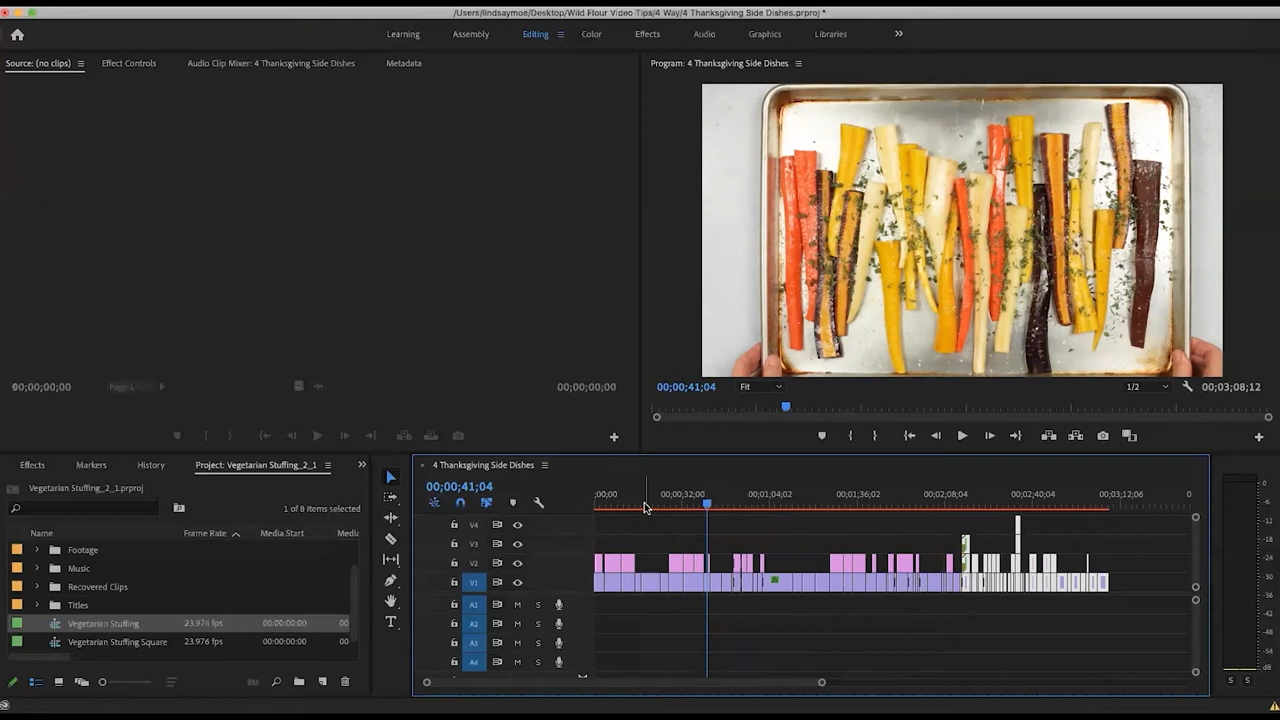 /Users/lindsaymoe/Desktop/Wild Flour Video Tips/4 Way/4 Thanksgiving Side Dishes.prproj *
Learning Assembly Editing Color Effects Audio Graphics Libraries
Source: (no clips) Effect Controls Audio Clip Mixer: 4 Thanksgiving Side Dishes Metadata
Program: 4 Thanksgiving Side Dishes
00;00;00;00 Page 1 00;00;00;00
00;00;41;04 Fit 1/2 00;03;08;12
Effects Markers History Project: Vegetarian Stuffing_2_1
Vegetarian Stuffing_2_1.prproj
1 of 8 items selected
Name Frame Rate Media Start Media
Footage
Music
Recovered Clips
Titles
Vegetarian Stuffing 23.976 fps 00:00:00:00 00
Vegetarian Stuffing Square 23.976 fps 00:00:00:00 00
4 Thanksgiving Side Dishes
00;00;41;04
;00;00 00;00;32;00 00;01;04;02 00;01;36;02 00;02;08;04 00;02;40;04 00;03;12;06 0
V4
V3
V2
V1
A1 M S
A2 M S
A3 M S
A4 M S
T
0
S S